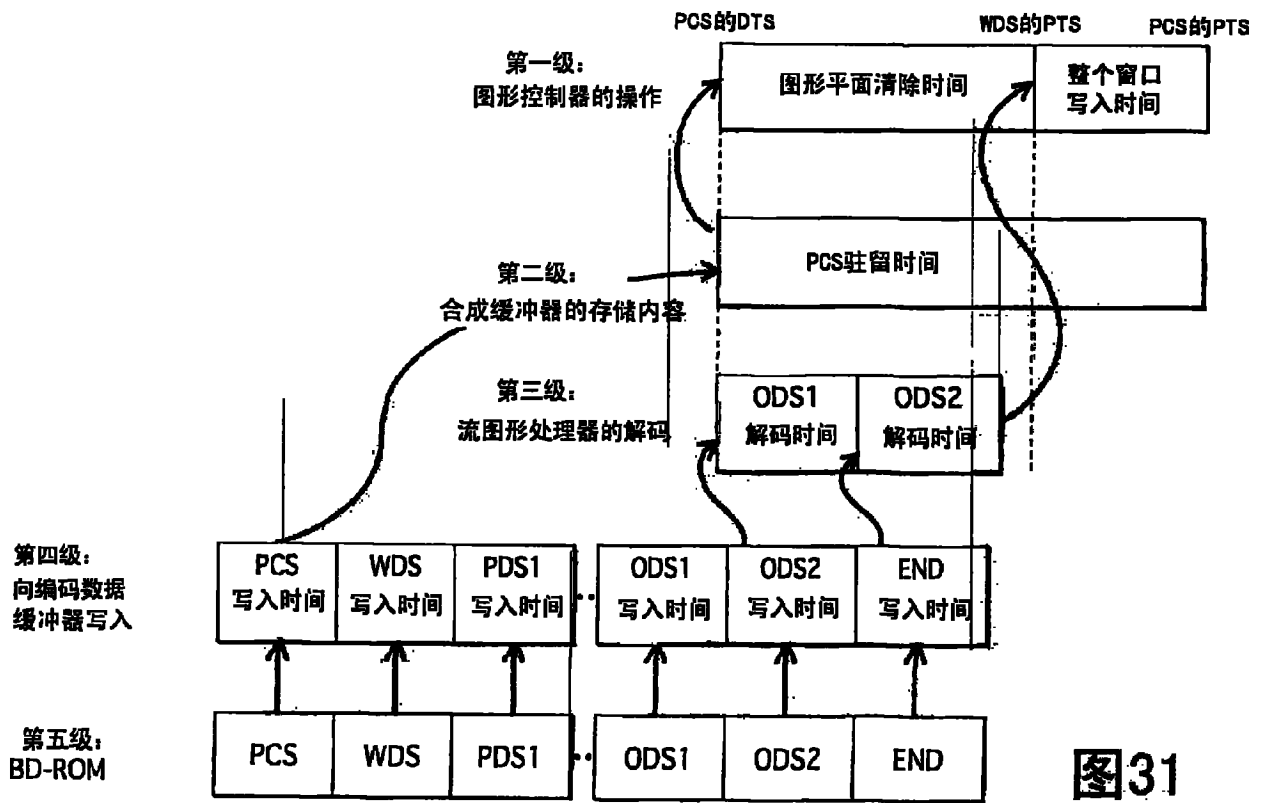 PCS的DTS
WDS的PTS
PCS的PTS
第一级：
图形控制器的操作
图形平面清除时间
整个窗口
写入时间
第二级：
合成缓冲器的存储内容
PCS驻留时间
第三级：
流图形处理器的解码
ODS1
解码时间
ODS2
解码时间
第四级：
向编码数据
缓冲器写入
PCS
写入时间
WDS
写入时间
PDS1
写入时间
ODS1
写入时间
ODS2
写入时间
END
写入时间
第五级：
BD-ROM
PCS
WDS
PDS1
ODS1
ODS2
END
图31